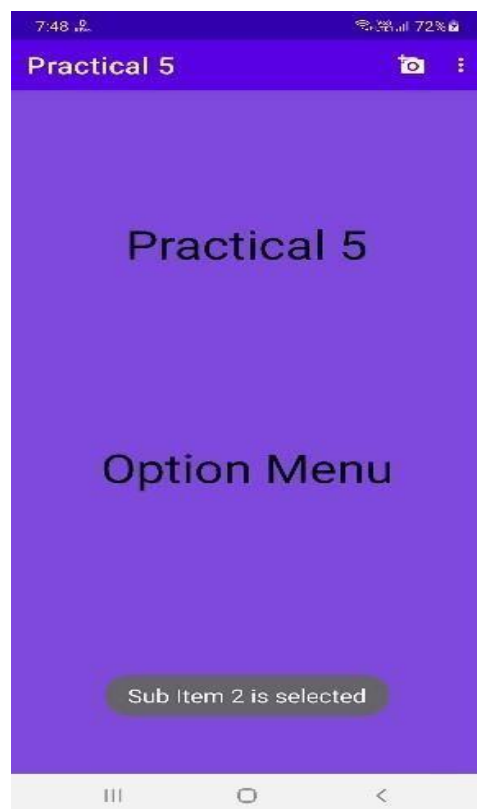 7:48 72%
Practical 5
Practical 5
Option Menu
Sub Item 2 is selected